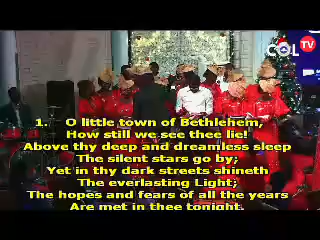 COL TV
1. O little town of Bethlehem,
How still we see thee lie!
Above thy deep and dreamless sleep
The silent stars go by;
Yet in thy dark streets shineth
The everlasting Light;
The hopes and fears of all the years
Are met in thee tonight.